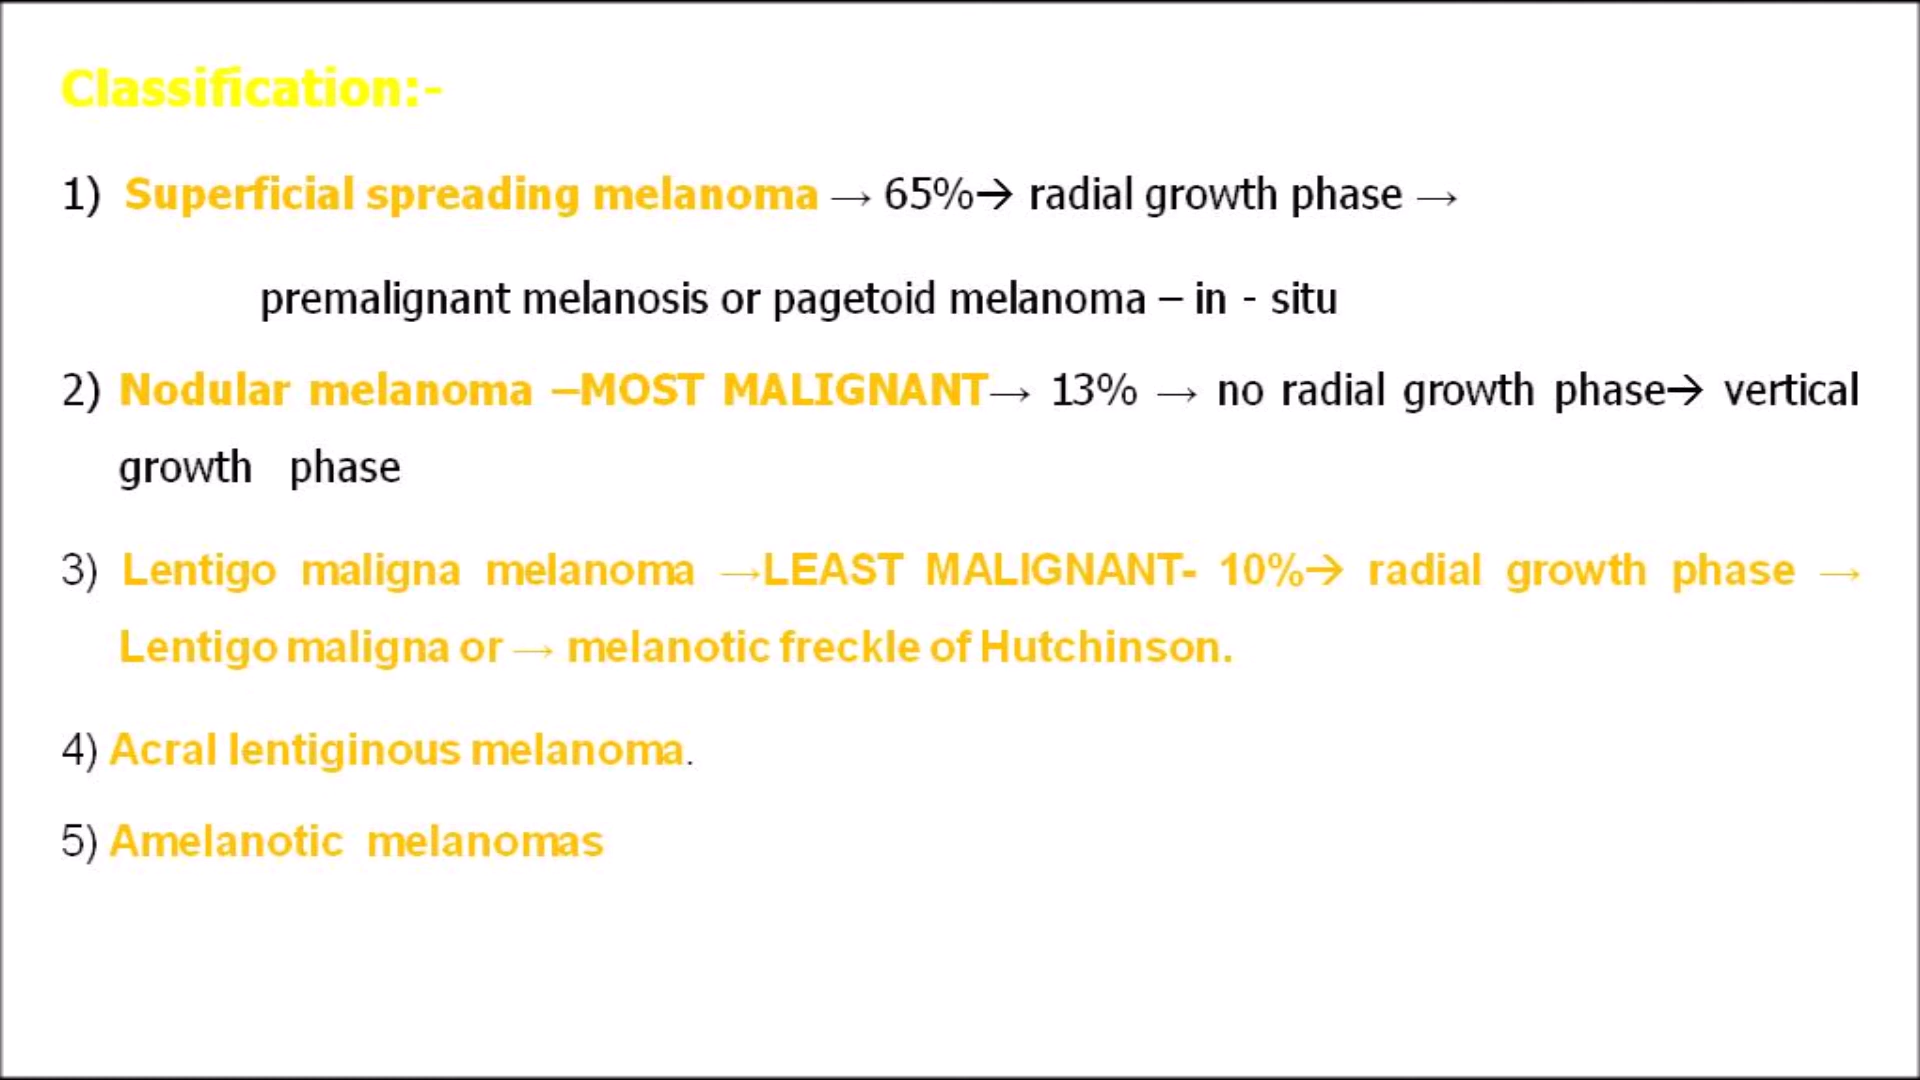 Classification:-
1) Superficial spreading melanoma → 65%→ radial growth phase →
premalignant melanosis or pagetoid melanoma – in - situ
2) Nodular melanoma –MOST MALIGNANT→ 13% → no radial growth phase→ vertical
growth phase
3) Lentigo maligna melanoma →LEAST MALIGNANT- 10%→ radial growth phase →
Lentigo maligna or → melanotic freckle of Hutchinson.
4) Acral lentiginous melanoma.
5) Amelanotic melanomas